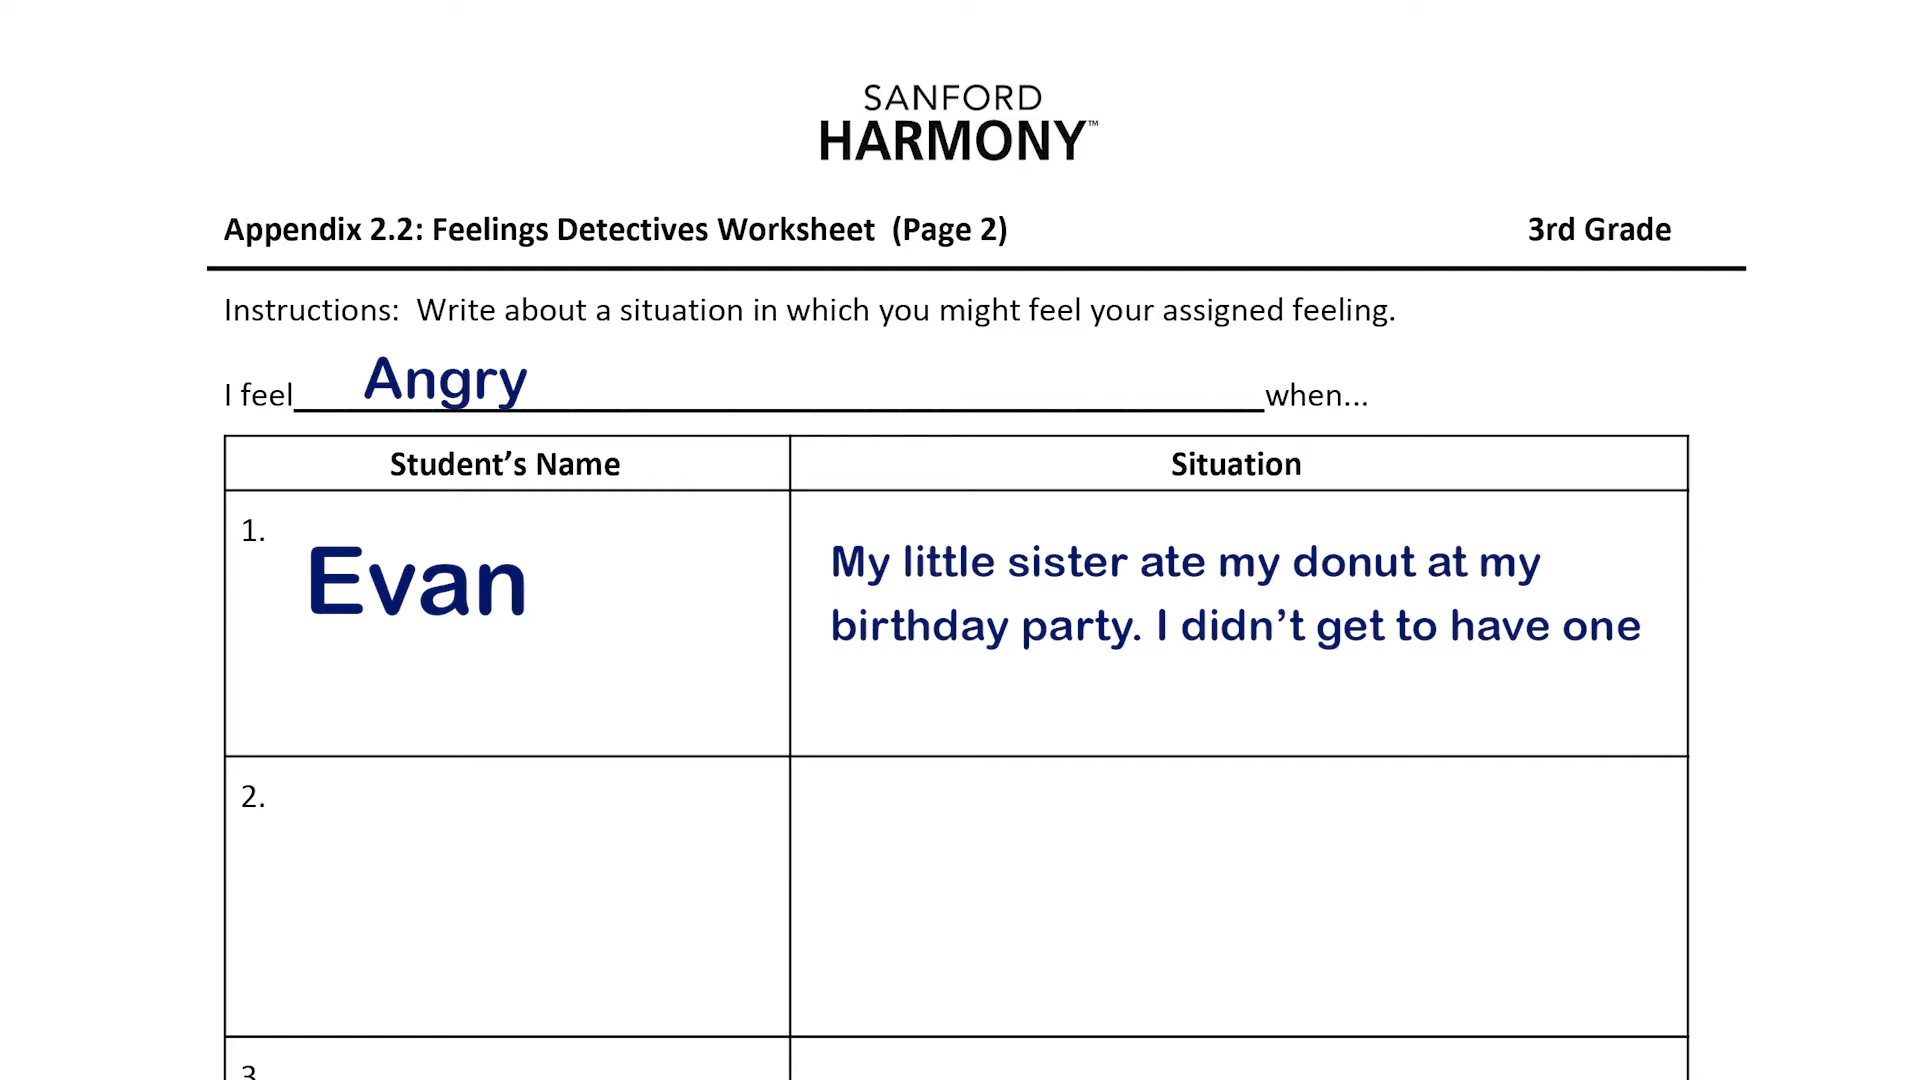 SANFORD
HARMONY™
Appendix 2.2: Feelings Detectives Worksheet (Page 2) 3rd Grade
Instructions: Write about a situation in which you might feel your assigned feeling.
I feel Angry when...
Student's Name Situation
1. Evan
My little sister ate my donut at my
birthday party. I didn't get to have one
2.
3